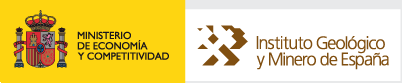 MINISTERIO
DE ECONOMÍA
Y COMPETITIVIDAD
Instituto Geológico
y Minero de España